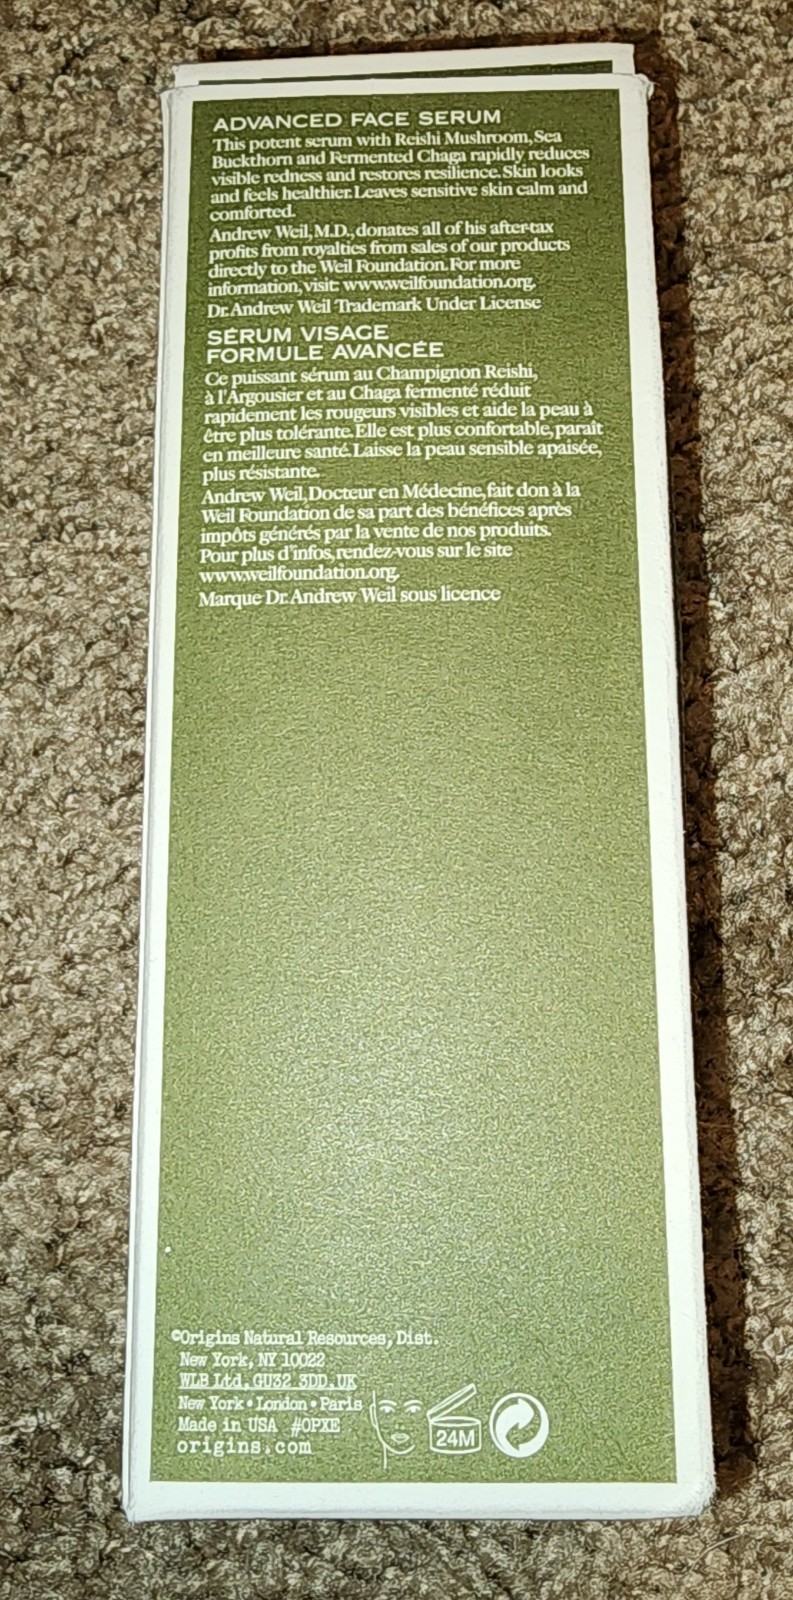 ADVANCED FACE SERUM
This potent serum with Reishi Mushroom, Sea
Buckthorn and Fermented Chaga rapidly reduces
visible redness and restores resilience. Skin looks
and feels healthier. Leaves sensitive skin calm and
comforted.
Andrew Weil, M.D., donates all of his after-tax
profits from royalties from sales of our products
directly to the Weil Foundation. For more
information, visit: www.weilfoundation.org.
Dr. Andrew Weil Trademark Under License
SÉRUM VISAGE
FORMULE AVANCÉE
Ce puissant sérum au Champignon Reishi,
à l'Argousier et au Chaga fermenté réduit
rapidement les rougeurs visibles et aide la peau à
être plus tolérante. Elle est plus confortable, paraît
en meilleure santé. Laisse la peau sensible apaisée,
plus résistante.
Andrew Weil, Docteur en Médecine, fait don à la
Weil Foundation de sa part des bénéfices après
impôts générés par la vente de nos produits.
Pour plus d'infos, rendez-vous sur le site
www.weilfoundation.org.
Marque Dr. Andrew Weil sous licence
©Origins Natural Resources, Dist.
New York, NY 10022
WLB Ltd, GU32 3DD, UK
New York • London • Paris
Made in USA #0PXE
origins.com
24M